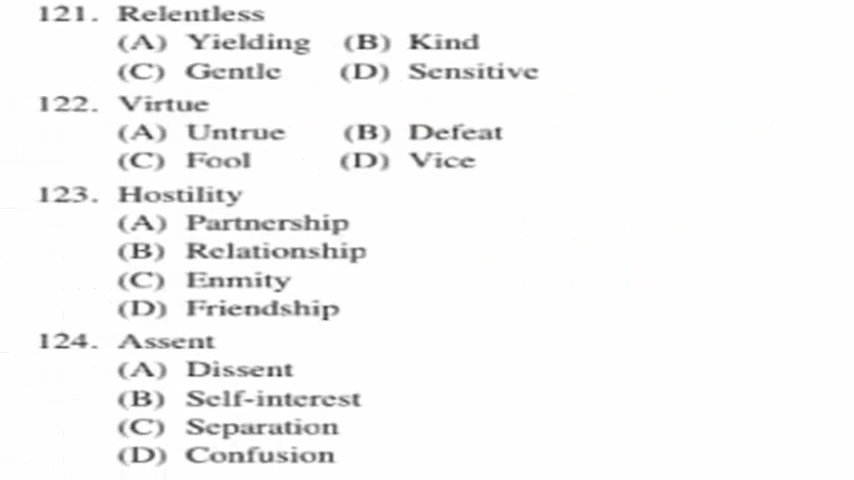 121. Relentless
(A) Yielding (B) Kind
(C) Gentle (D) Sensitive
122. Virtue
(A) Untrue (B) Defeat
(C) Fool (D) Vice
123. Hostility
(A) Partnership
(B) Relationship
(C) Enmity
(D) Friendship
124. Assent
(A) Dissent
(B) Self-interest
(C) Separation
(D) Confusion